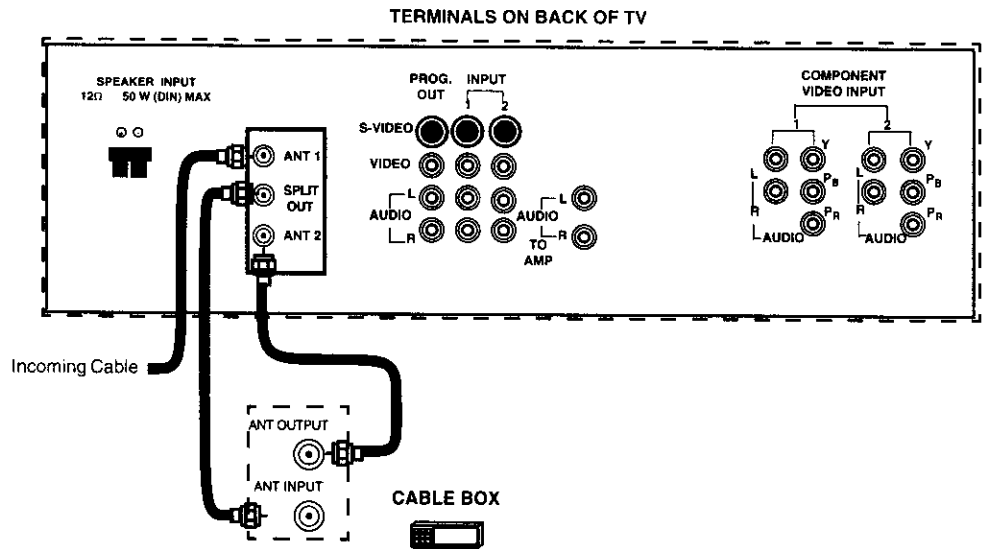 TERMINALS ON BACK OF TV
SPEAKER INPUT
12Ω 50 W (DIN) MAX
ANT 1
SPLIT
OUT
ANT 2
PROG. INPUT
OUT 1 2
S-VIDEO
VIDEO
L
AUDIO
R
L
AUDIO
R
TO
AMP
COMPONENT
VIDEO INPUT
1 2
Y
L
PB
R
PR
AUDIO
Y
L
PB
R
PR
AUDIO
Incoming Cable
ANT OUTPUT
ANT INPUT
CABLE BOX